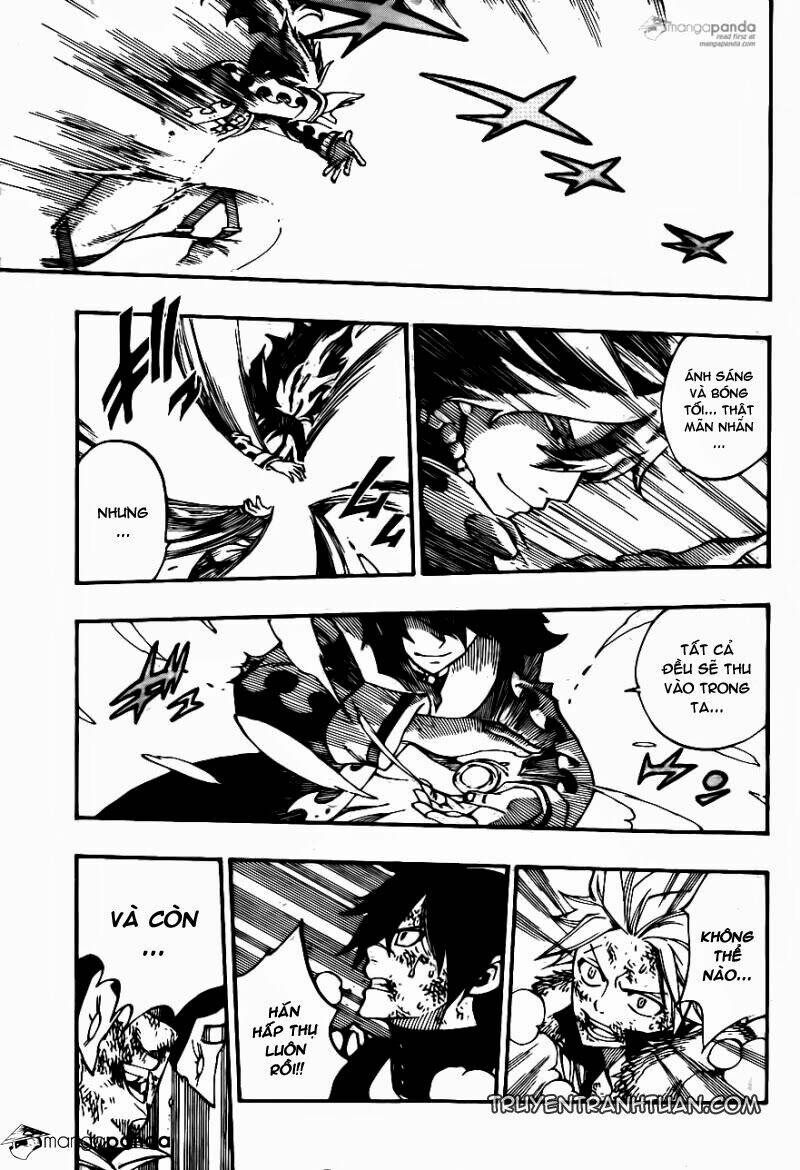 mangapanda
read first at
mangapanda.com
ÁNH SÁNG
VÀ BÓNG
TỐI... THẬT
MÃN NHÃN
...
NHƯNG
...
TẤT CẢ
ĐỀU SẼ THU
VÀO TRONG
TA...
KHÔNG
THỂ
NÀO...
HẮN
HẤP THỤ
LUÔN
RỒI!!
VÀ CÒN
...
TRUYENTRANHTUAN.COM
mangapanda